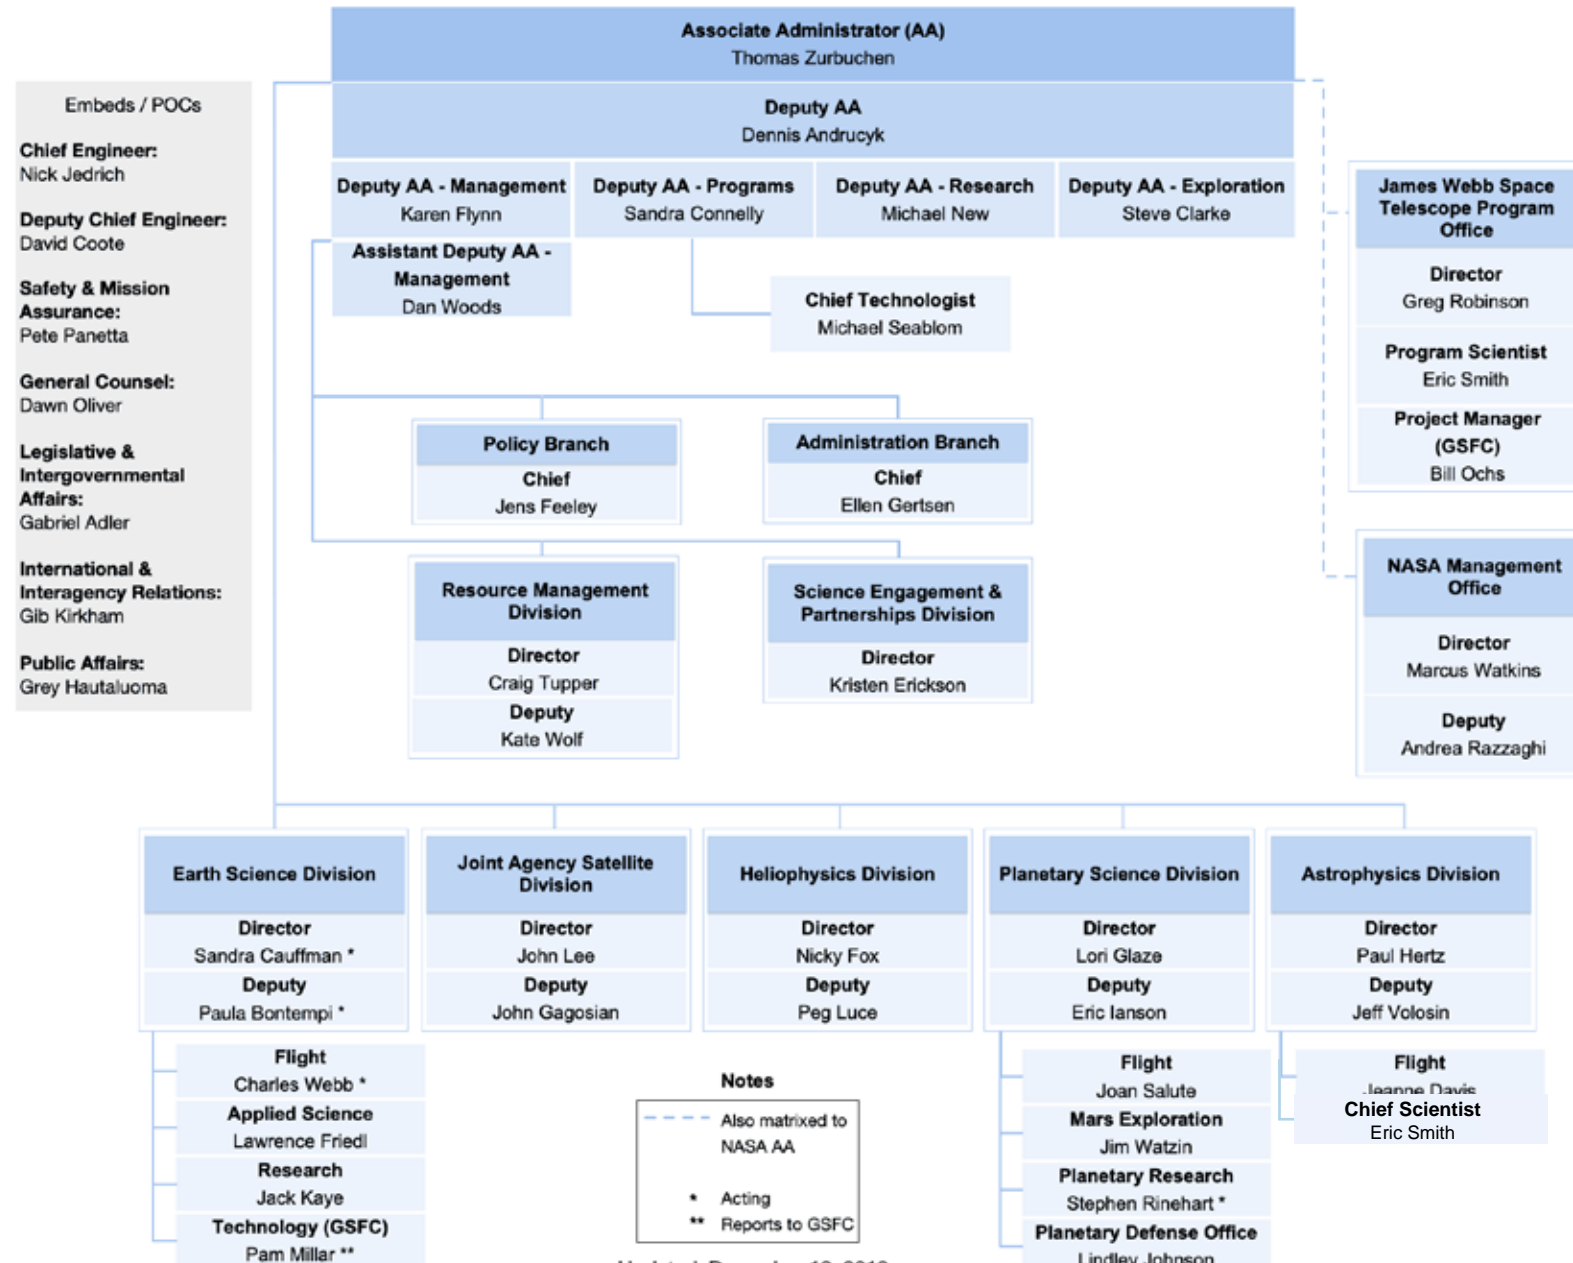 Associate Administrator (AA)
Thomas Zurbuchen
Deputy AA
Dennis Andrucyk
Deputy AA - Management
Karen Flynn
Deputy AA - Programs
Sandra Connelly
Deputy AA - Research
Michael New
Deputy AA - Exploration
Steve Clarke
Assistant Deputy AA -
Management
Dan Woods
Chief Technologist
Michael Seablom
Embeds / POCs
Chief Engineer:
Nick Jedrich
Deputy Chief Engineer:
David Coote
Safety & Mission
Assurance:
Pete Panetta
General Counsel:
Dawn Oliver
Legislative &
Intergovernmental
Affairs:
Gabriel Adler
International &
Interagency Relations:
Gib Kirkham
Public Affairs:
Grey Hautaluoma
James Webb Space
Telescope Program
Office
Director
Greg Robinson
Program Scientist
Eric Smith
Project Manager
(GSFC)
Bill Ochs
Policy Branch
Chief
Jens Feeley
Administration Branch
Chief
Ellen Gertsen
Resource Management
Division
Director
Craig Tupper
Deputy
Kate Wolf
Science Engagement &
Partnerships Division
Director
Kristen Erickson
NASA Management
Office
Director
Marcus Watkins
Deputy
Andrea Razzaghi
Earth Science Division
Director
Sandra Cauffman *
Deputy
Paula Bontempi *
Flight
Charles Webb *
Applied Science
Lawrence Friedl
Research
Jack Kaye
Technology (GSFC)
Pam Millar **
Joint Agency Satellite
Division
Director
John Lee
Deputy
John Gagosian
Heliophysics Division
Director
Nicky Fox
Deputy
Peg Luce
Planetary Science Division
Director
Lori Glaze
Deputy
Eric Ianson
Flight
Joan Salute
Mars Exploration
Jim Watzin
Planetary Research
Stephen Rinehart *
Planetary Defense Office
Lindley Johnson
Astrophysics Division
Director
Paul Hertz
Deputy
Jeff Volosin
Flight
Jeanne Davis
Chief Scientist
Eric Smith
Notes
Also matrixed to
NASA AA
* Acting
** Reports to GSFC